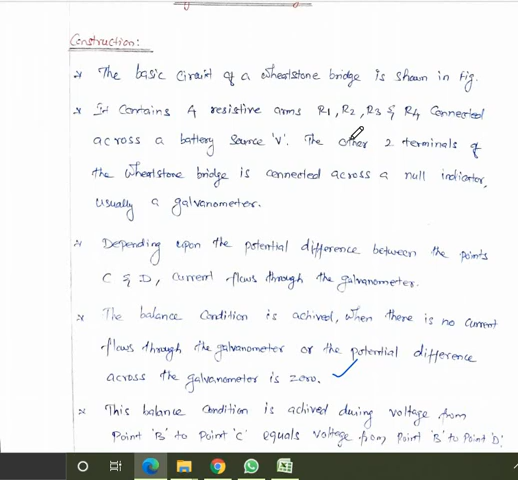 Construction:
* The basic circuit of a wheatstone bridge is shown in Fig.
* It contains 4 resistive arms R1, R2, R3 & R4 connected
across a battery source 'V'. The other 2 terminals of
the wheatstone bridge is connected across a null indicator,
usually a galvanometer.
* Depending upon the potential difference between the points
C & D, current flows through the galvanometer.
* The balance condition is achived, when there is no current
flows through the galvanometer or the potential difference
across the galvanometer is zero.
* This balance condition is achived during voltage from
Point 'B' to Point 'C' equals voltage from Point 'B' to Point 'D'.